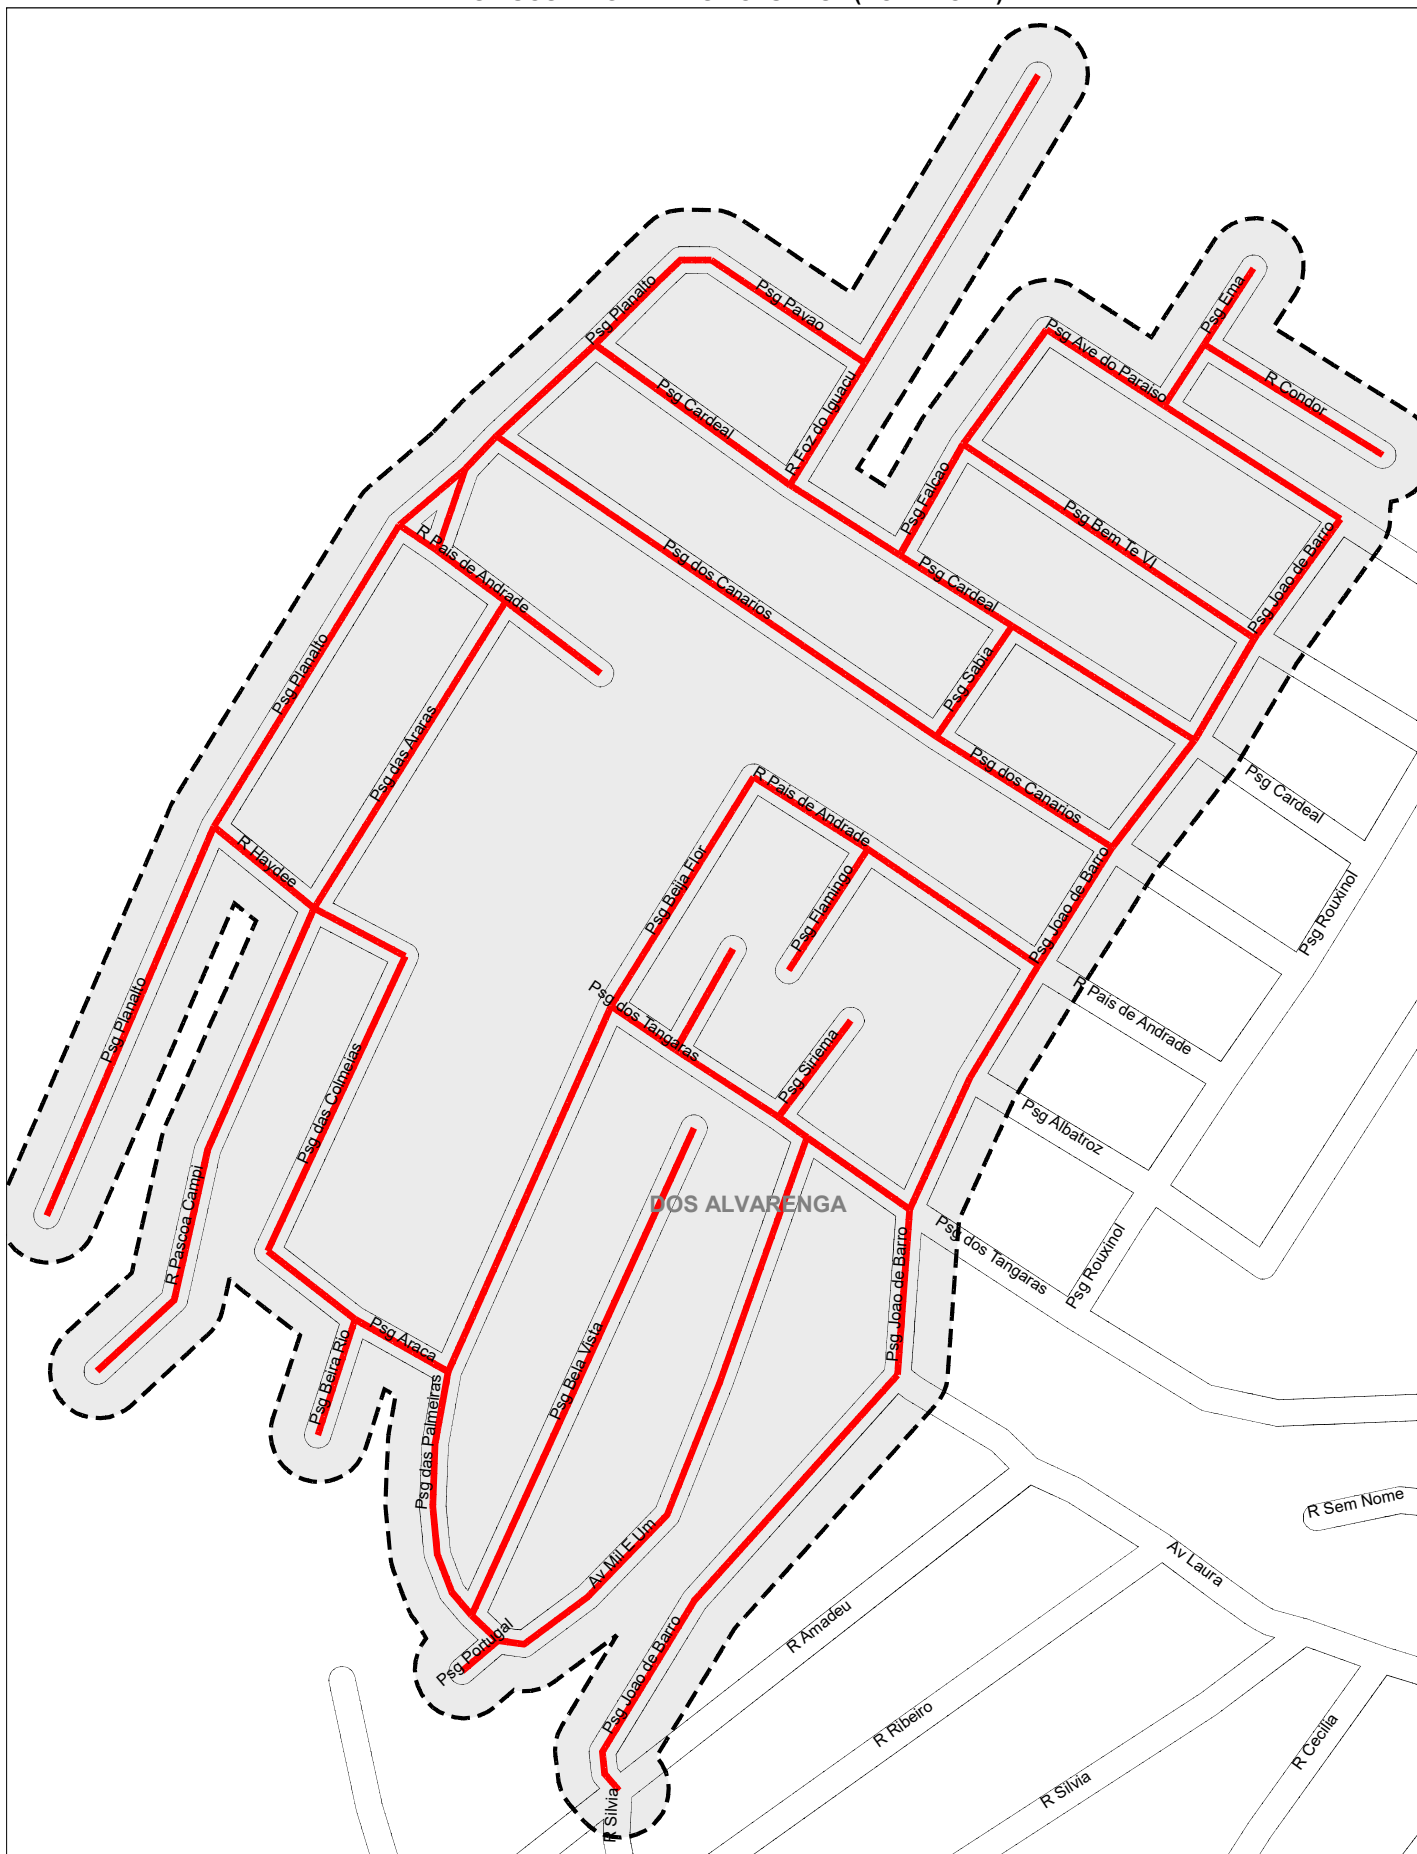 Psg Ema
Psg Planalto
Psg Pavao
Psg Ave do Paraiso
R Condor
Psg Cardeal
R Foz do Iguacu
Psg Falcao
Psg Bem Te VI
Psg Joao de Barro
R Pais de Andrade
Psg dos Canarios
Psg Cardeal
Psg Planalto
Psg Sabia
Psg das Araras
Psg dos Canarios
Psg Cardeal
R Pais de Andrade
R Haydee
Psg Beija Flor
Psg Flamingo
Psg Joao de Barro
Psg Rouxinol
Psg Planalto
Psg dos Tangaras
R Pais de Andrade
Psg Siriema
Psg das Colmeias
Psg Albatroz
DOS ALVARENGA
R Pascoa Campi
Psg dos Tangaras
Psg Rouxinol
Psg Joao de Barro
Psg Araca
Psg Beira Rio
Psg Bela Vista
Psg das Palmeiras
R Sem Nome
Av Mil E Um
Av Laura
R Amadeu
Psg Portugal
Psg Joao de Barro
R Ribeiro
R Cecilia
R Silvia
R Silvia